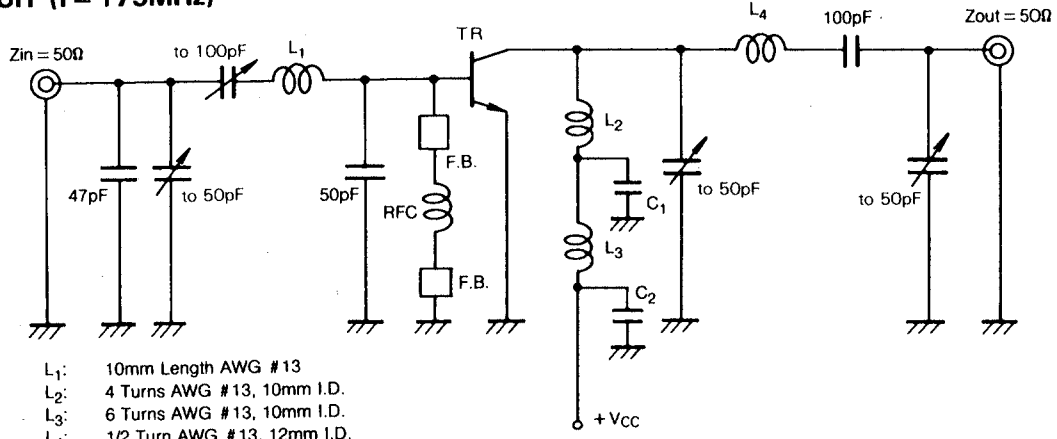 Zin = 50Ω
to 100pF
L1
TR
L4
100pF
Zout = 50Ω
47pF
to 50pF
50pF
F.B.
RFC
F.B.
L2
C1
L3
C2
to 50pF
to 50pF
+ VCC
L1: 10mm Length AWG #13
L2: 4 Turns AWG #13, 10mm I.D.
L3: 6 Turns AWG #13, 10mm I.D.
1/2 Turn AWG #13, 12mm I.D.